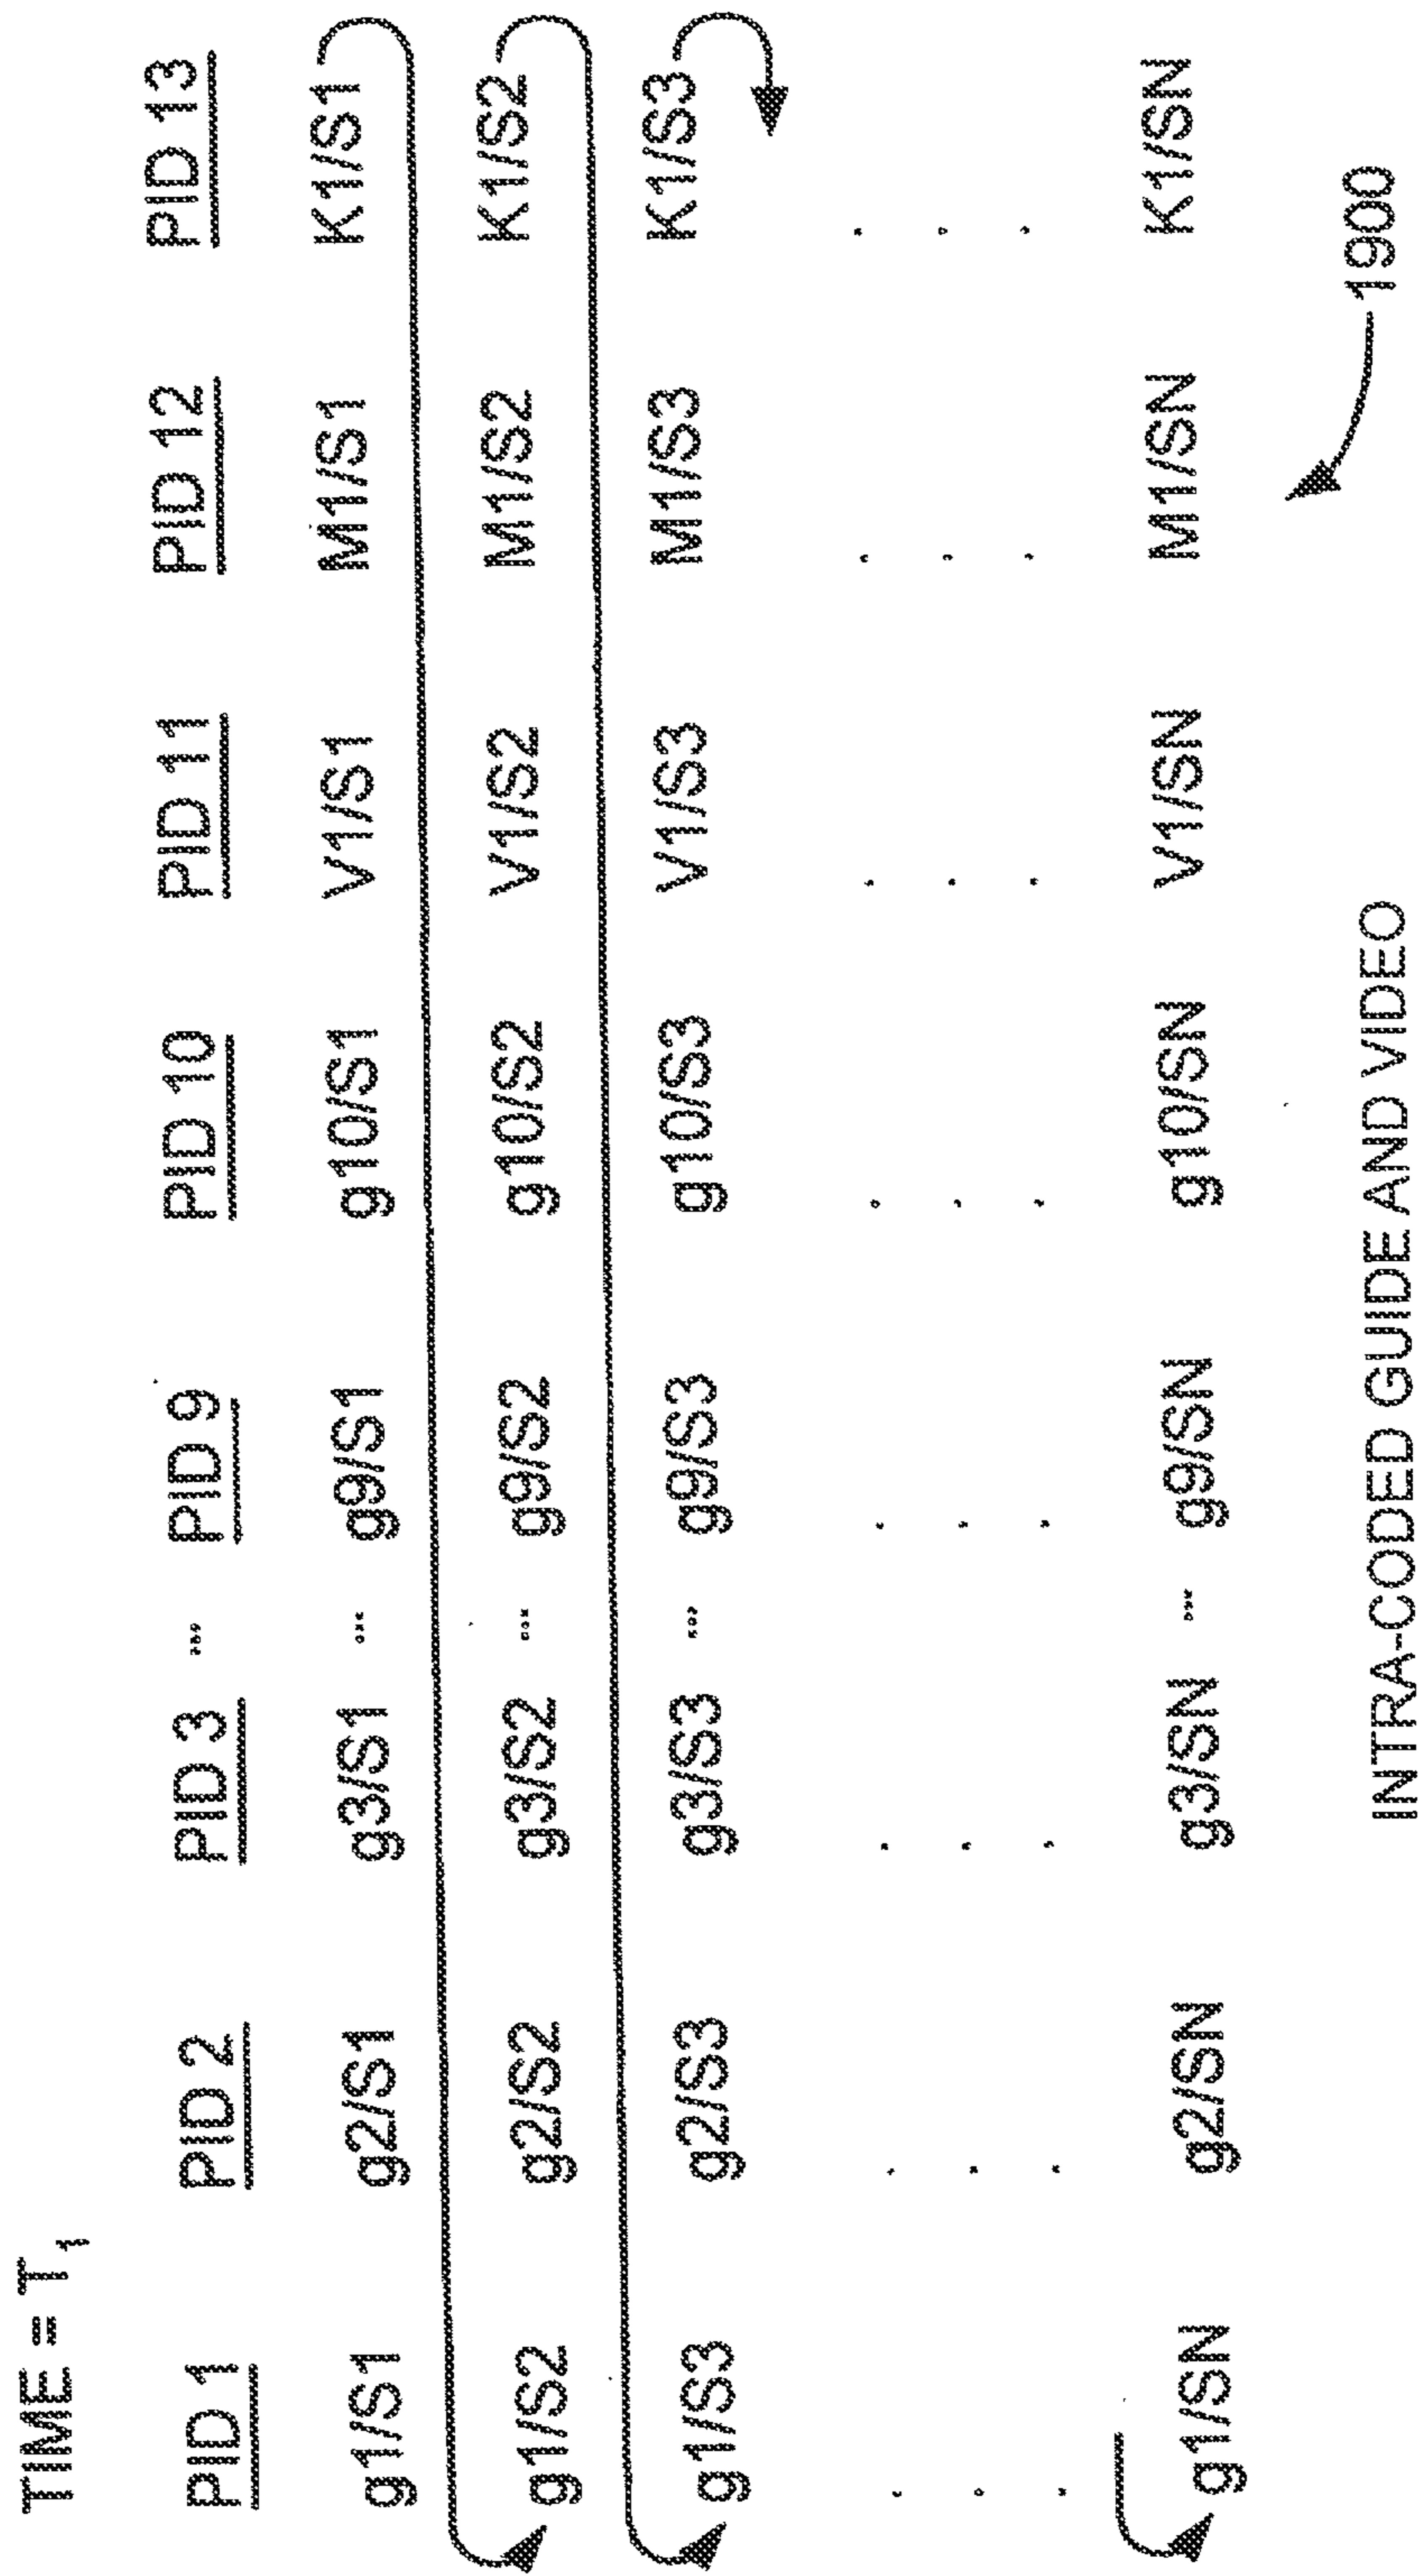 TIME = T1
PID 1 PID 2 PID 3 ... PID 9 PID 10 PID 11 PID 12 PID 13
g1/S1 g2/S1 g3/S1 ... g9/S1 g10/S1 V1/S1 M1/S1 K1/S1
g1/S2 g2/S2 g3/S2 ... g9/S2 g10/S2 V1/S2 M1/S2 K1/S2
g1/S3 g2/S3 g3/S3 ... g9/S3 g10/S3 V1/S3 M1/S3 K1/S3
g1/SN g2/SN g3/SN ... g9/SN g10/SN V1/SN M1/SN K1/SN
INTRA-CODED GUIDE AND VIDEO
1900